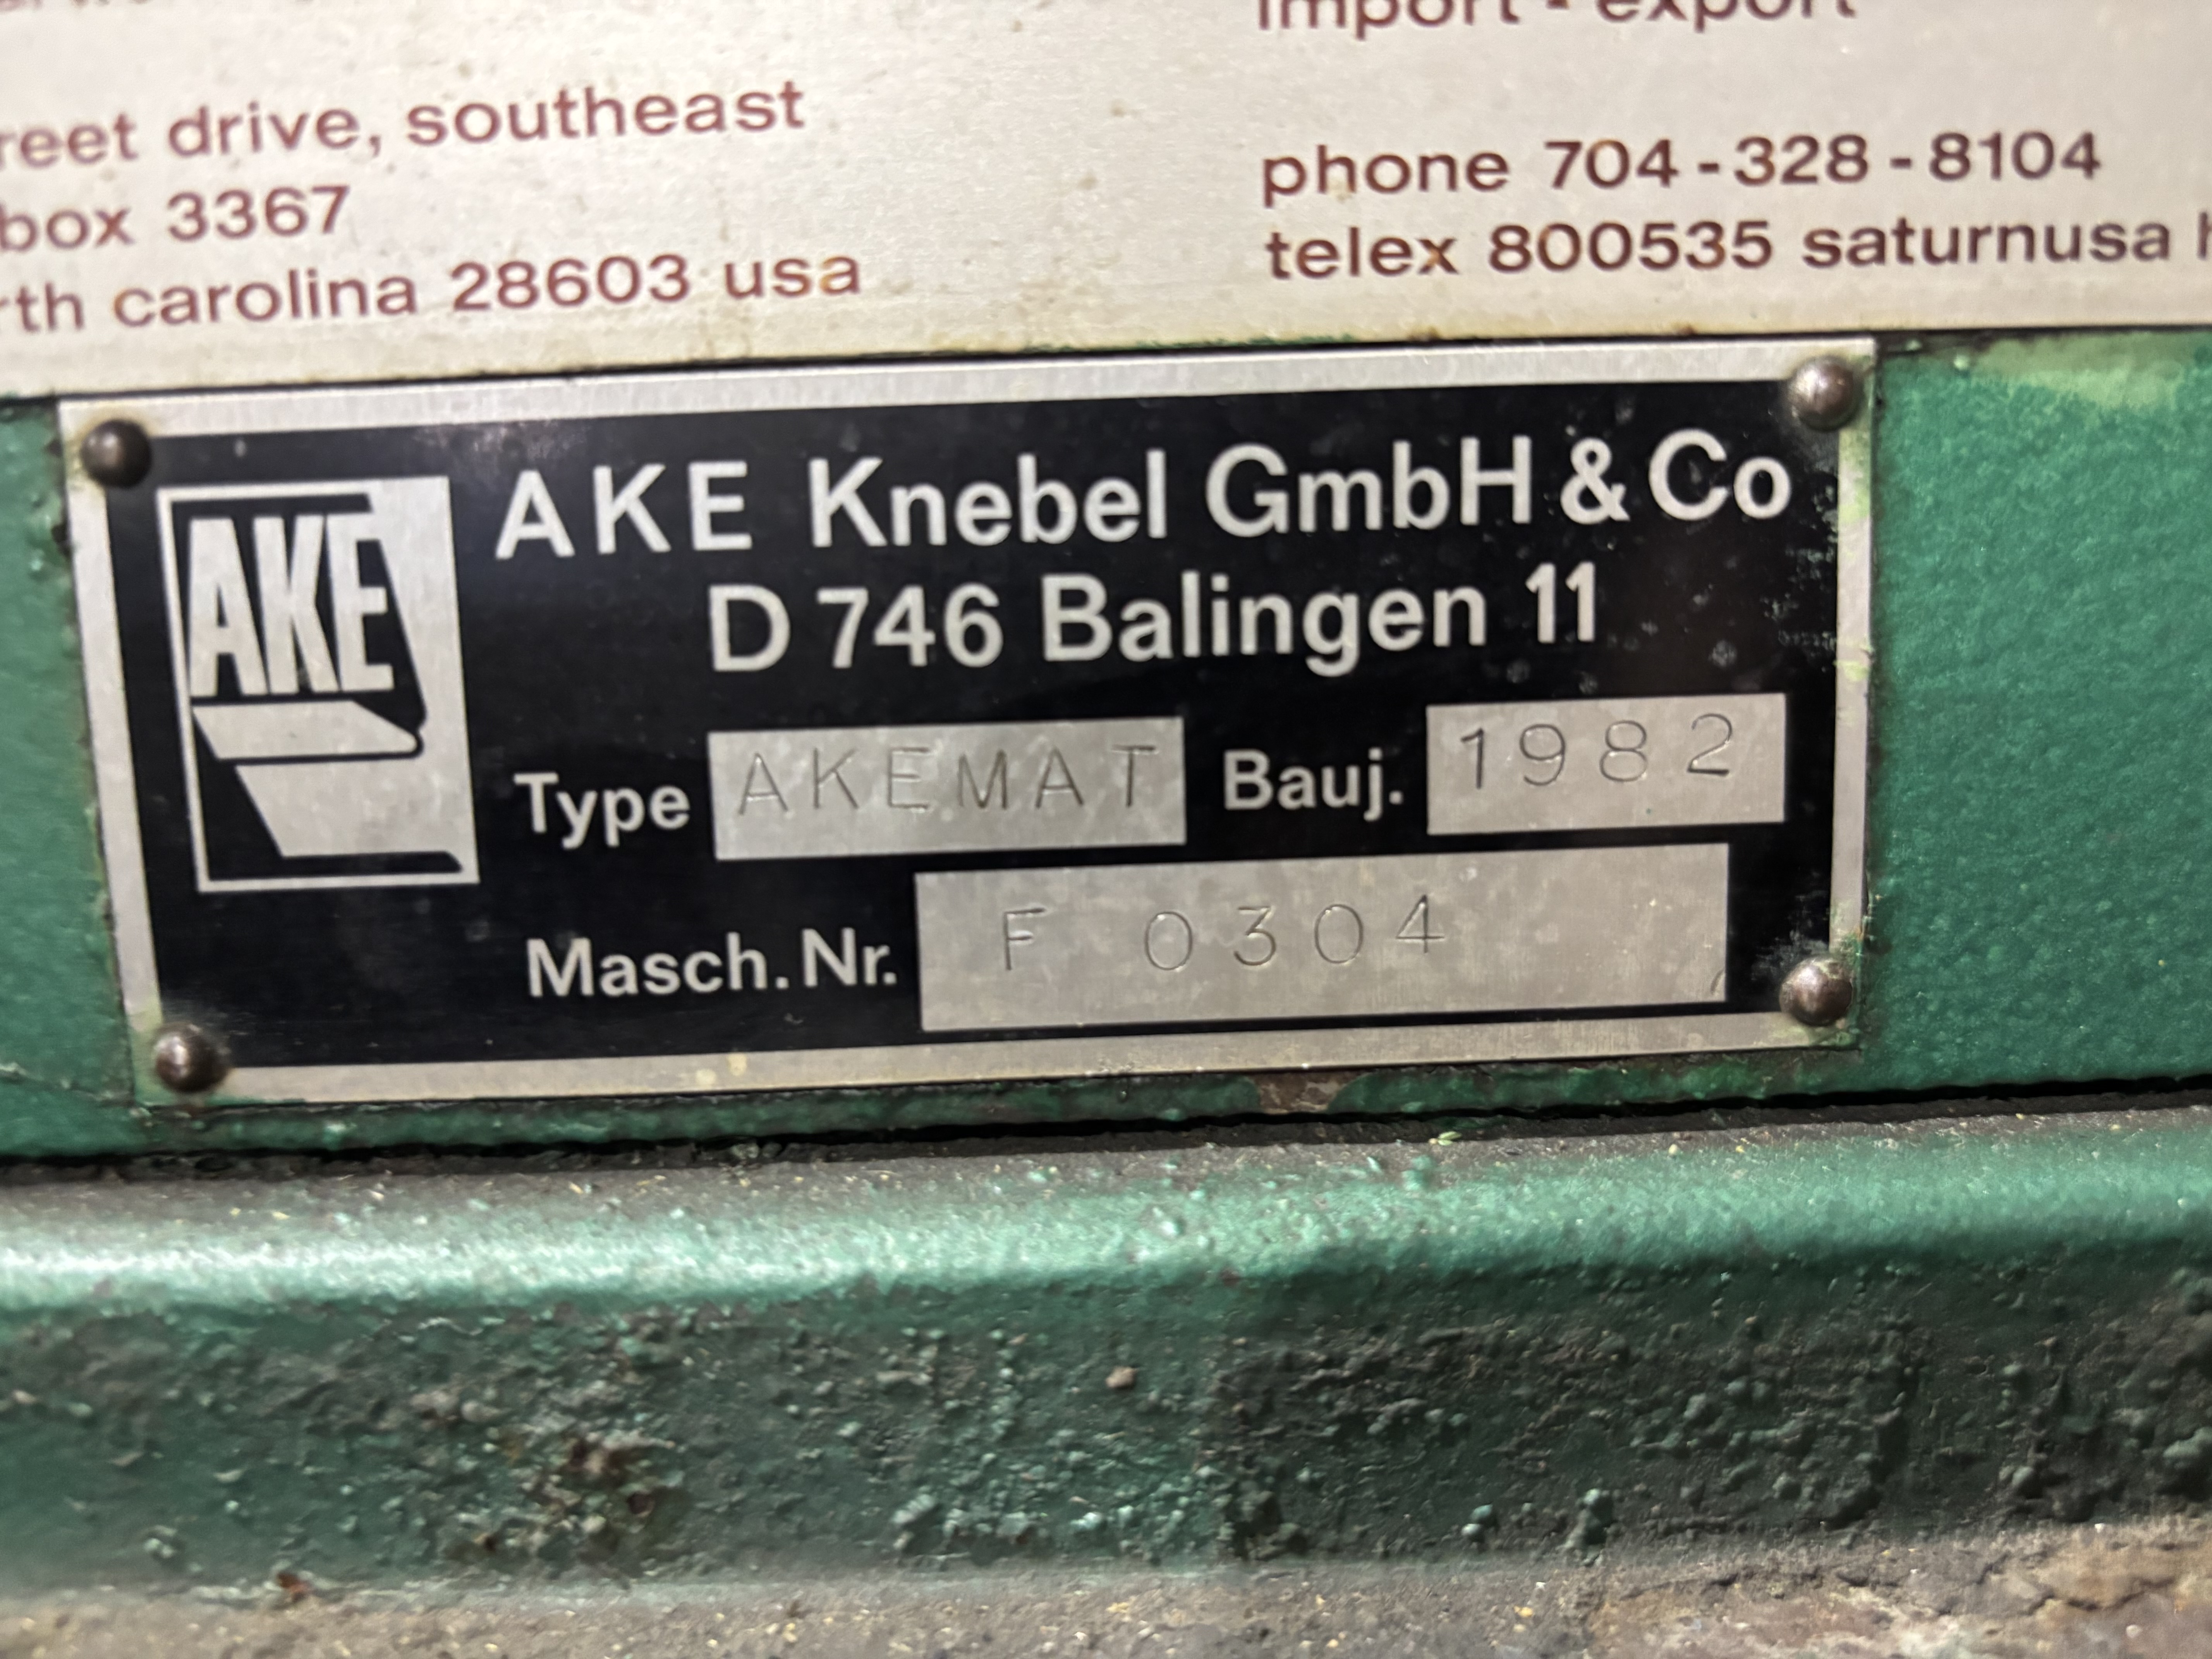 import - export
reet drive, southeast
box 3367
phone 704-328-8104
rth carolina 28603 usa
telex 800535 saturnusa
AKE
AKE Knebel GmbH & Co
D 746 Balingen 11
Type AKEMAT Bauj. 1982
Masch. Nr. F 0304